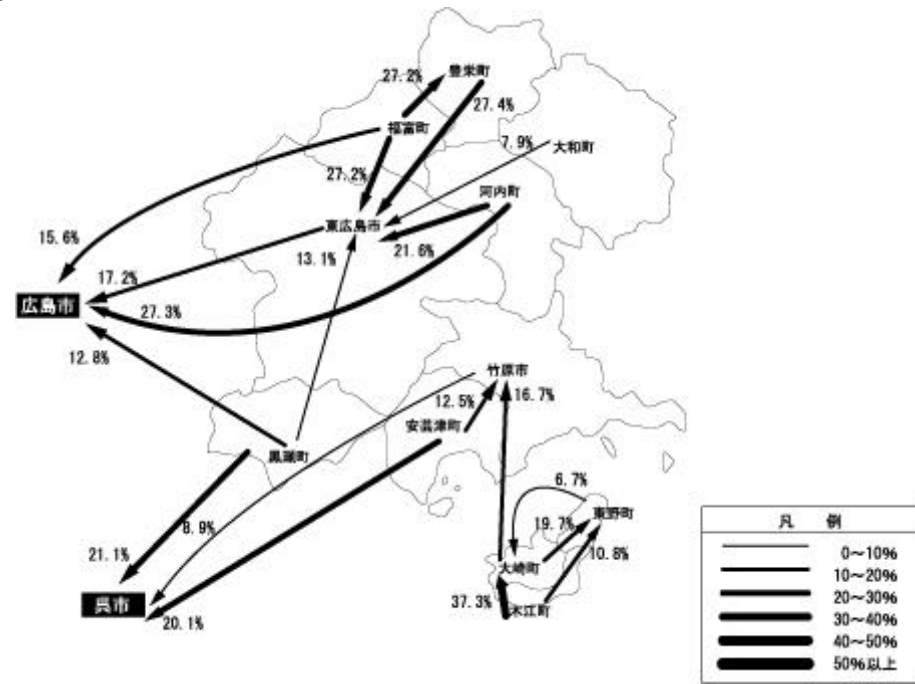 27.2%
豊栄町
27.4%
福富町
7.9%
大和町
27.2%
河内町
15.6%
東広島市
13.1%
21.6%
17.2%
広島市
27.3%
12.8%
竹原市
12.5%
16.7%
安芸津町
黒瀬町
6.7%
8.9%
19.7%
東野町
21.1%
10.8%
大崎町
呉市
37.3%
木江町
20.1%
凡 例
0～10%
10～20%
20～30%
30～40%
40～50%
50%以上